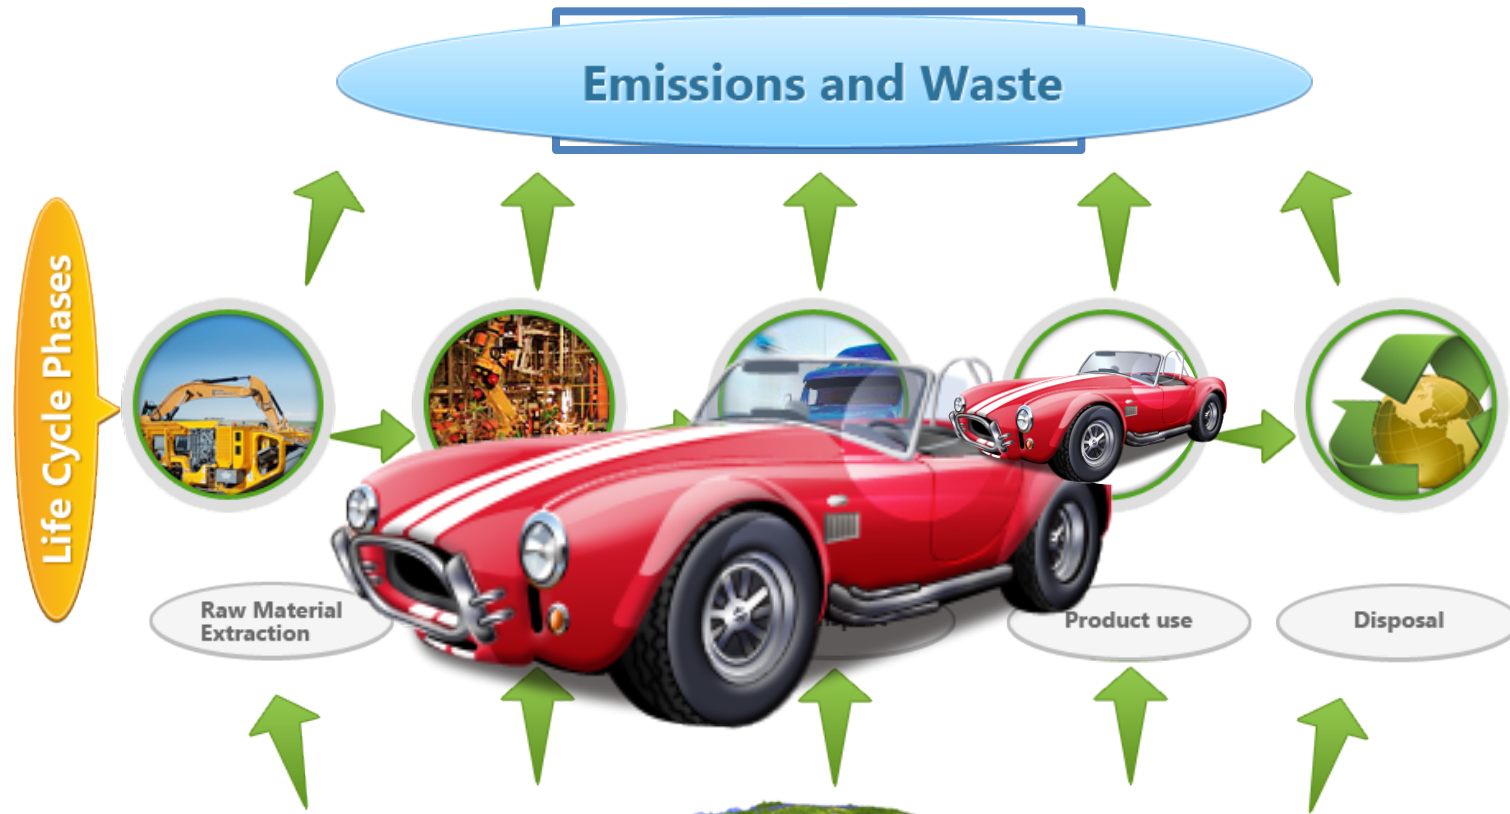 Emissions and Waste
Life Cycle Phases
Raw Material
Extraction
Product use
Disposal